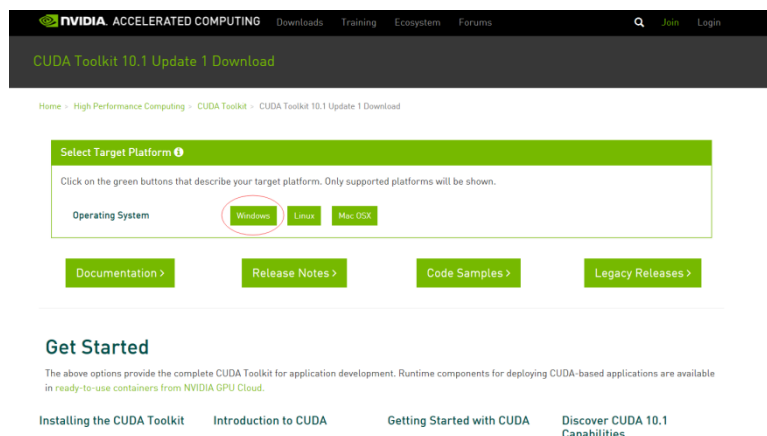 NVIDIA. ACCELERATED COMPUTING Downloads Training Ecosystem Forums Join Login
CUDA Toolkit 10.1 Update 1 Download
Home > High Performance Computing > CUDA Toolkit > CUDA Toolkit 10.1 Update 1 Download
Select Target Platform
Click on the green buttons that describe your target platform. Only supported platforms will be shown.
Operating System Windows Linux Mac OSX
Documentation > Release Notes > Code Samples > Legacy Releases >
Get Started
The above options provide the complete CUDA Toolkit for application development. Runtime components for deploying CUDA-based applications are available
in ready-to-use containers from NVIDIA GPU Cloud.
Installing the CUDA Toolkit Introduction to CUDA Getting Started with CUDA Discover CUDA 10.1
Capabilities